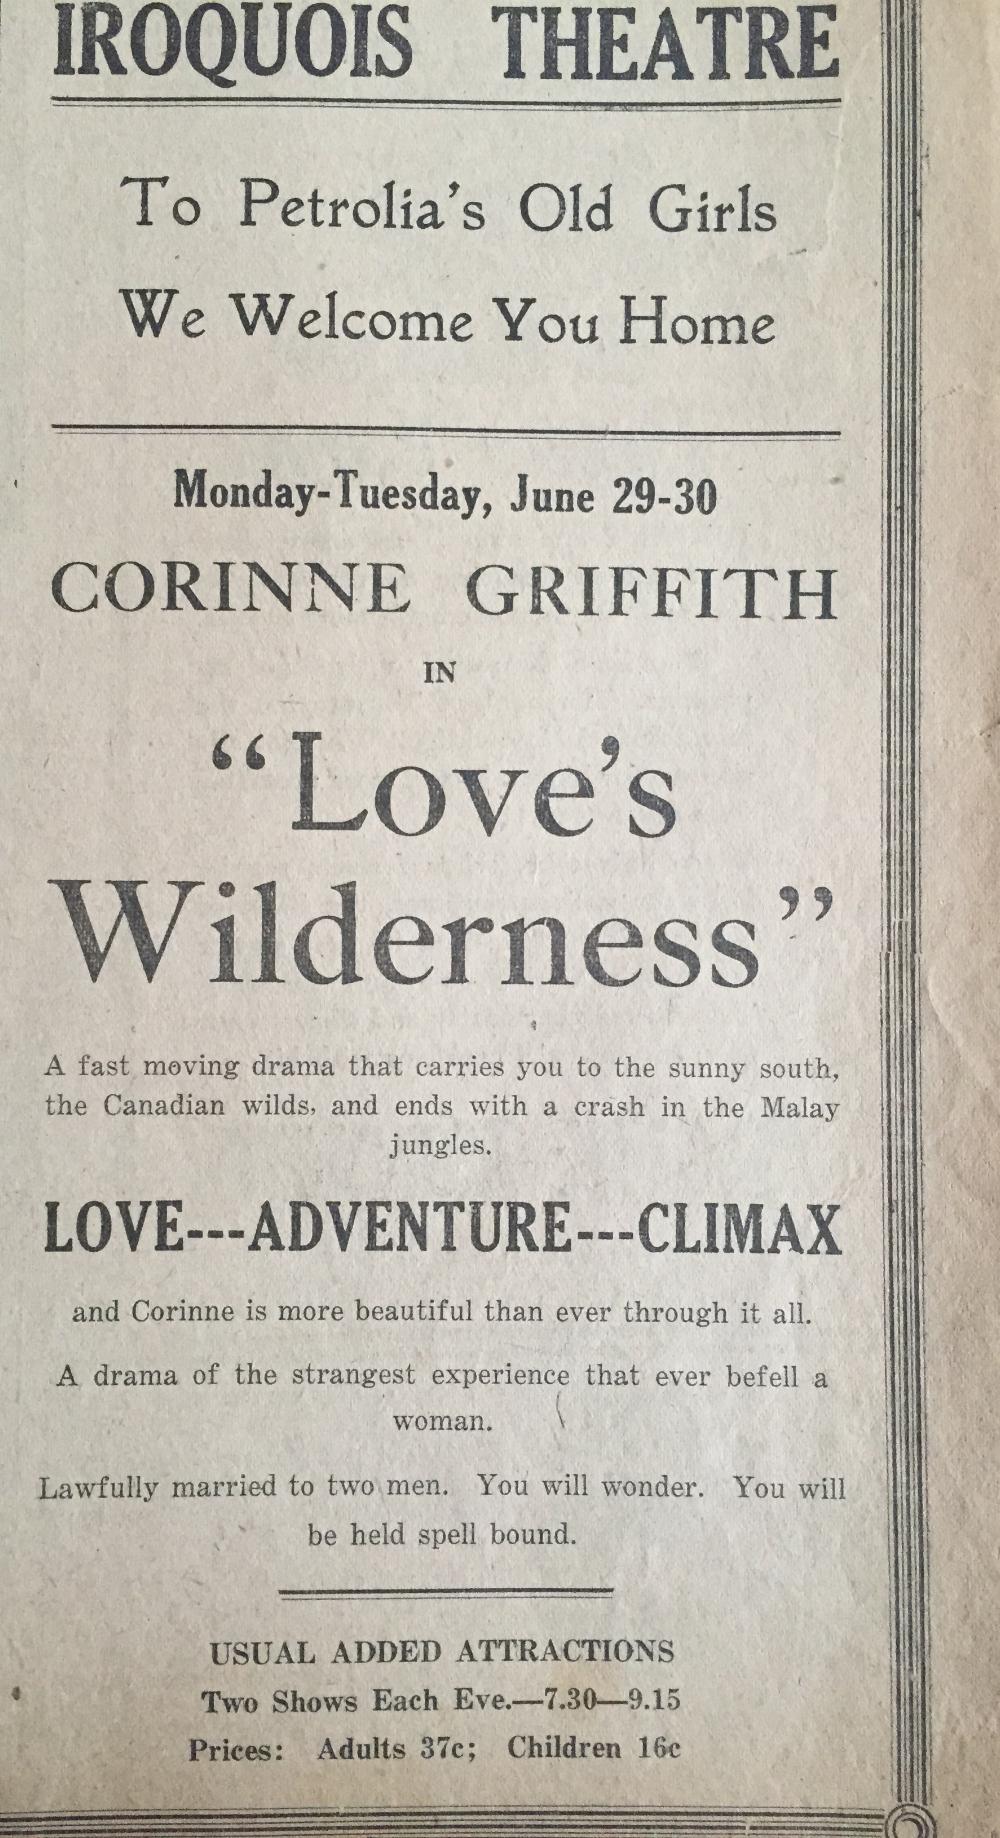 IROQUOIS THEATRE
To Petrolia's Old Girls
We Welcome You Home
Monday-Tuesday, June 29-30
CORINNE GRIFFITH
IN
“Love’s
Wilderness”
A fast moving drama that carries you to the sunny south,
the Canadian wilds, and ends with a crash in the Malay
jungles.
LOVE---ADVENTURE---CLIMAX
and Corinne is more beautiful than ever through it all.
A drama of the strangest experience that ever befell a
woman.
Lawfully married to two men. You will wonder. You will
be held spell bound.
USUAL ADDED ATTRACTIONS
Two Shows Each Eve.—7.30—9.15
Prices: Adults 37c; Children 16c